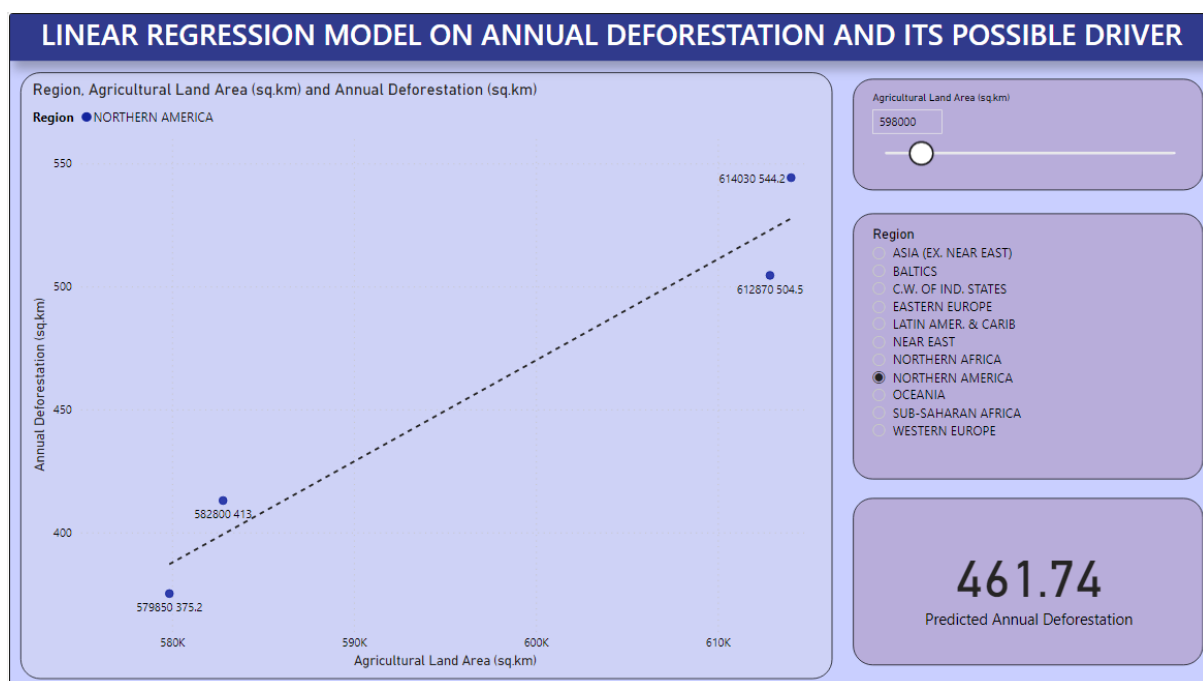 LINEAR REGRESSION MODEL ON ANNUAL DEFORESTATION AND ITS POSSIBLE DRIVER
Region, Agricultural Land Area (sq.km) and Annual Deforestation (sq.km)
Region NORTHERN AMERICA
550
500
450
400
Annual Deforestation (sq.km)
614030 544.2
612870 504.5
582800 413
579850 375.2
580K 590K 600K 610K
Agricultural Land Area (sq.km)
Agricultural Land Area (sq.km)
598000
Region
ASIA (EX. NEAR EAST)
BALTICS
C.W. OF IND. STATES
EASTERN EUROPE
LATIN AMER. & CARIB
NEAR EAST
NORTHERN AFRICA
NORTHERN AMERICA
OCEANIA
SUB-SAHARAN AFRICA
WESTERN EUROPE
461.74
Predicted Annual Deforestation